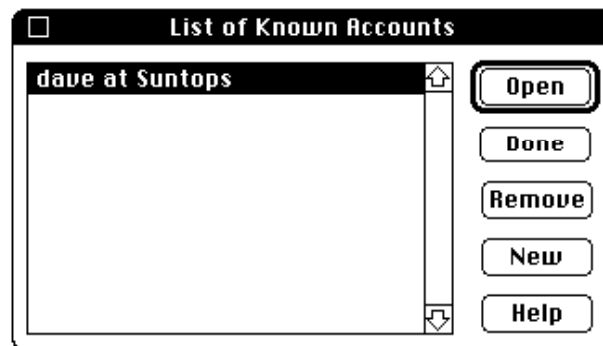 List of Known Accounts
dave at Suntops
Open
Done
Remove
New
Help